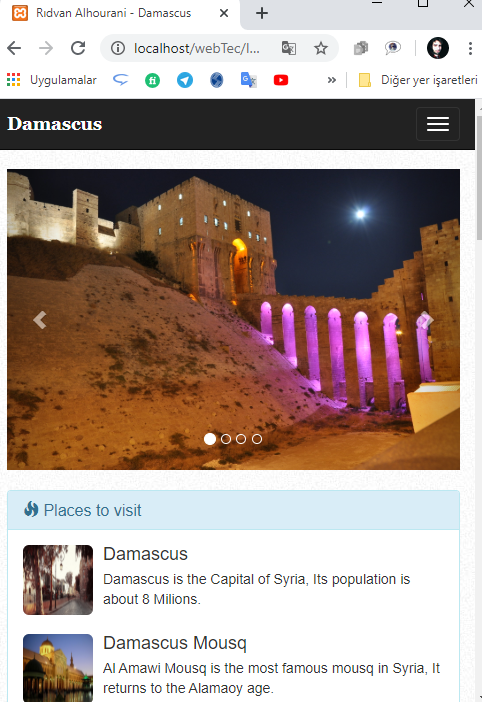 Rıdvan Alhourani - Damascus
localhost/webTec/I...
Uygulamalar
fi
»
Diğer yer işaretleri
Damascus
Places to visit
Damascus
Damascus is the Capital of Syria, Its population is
about 8 Milions.
Damascus Mousq
Al Amawi Mousq is the most famous mousq in Syria, It
returns to the Alamaoy age.